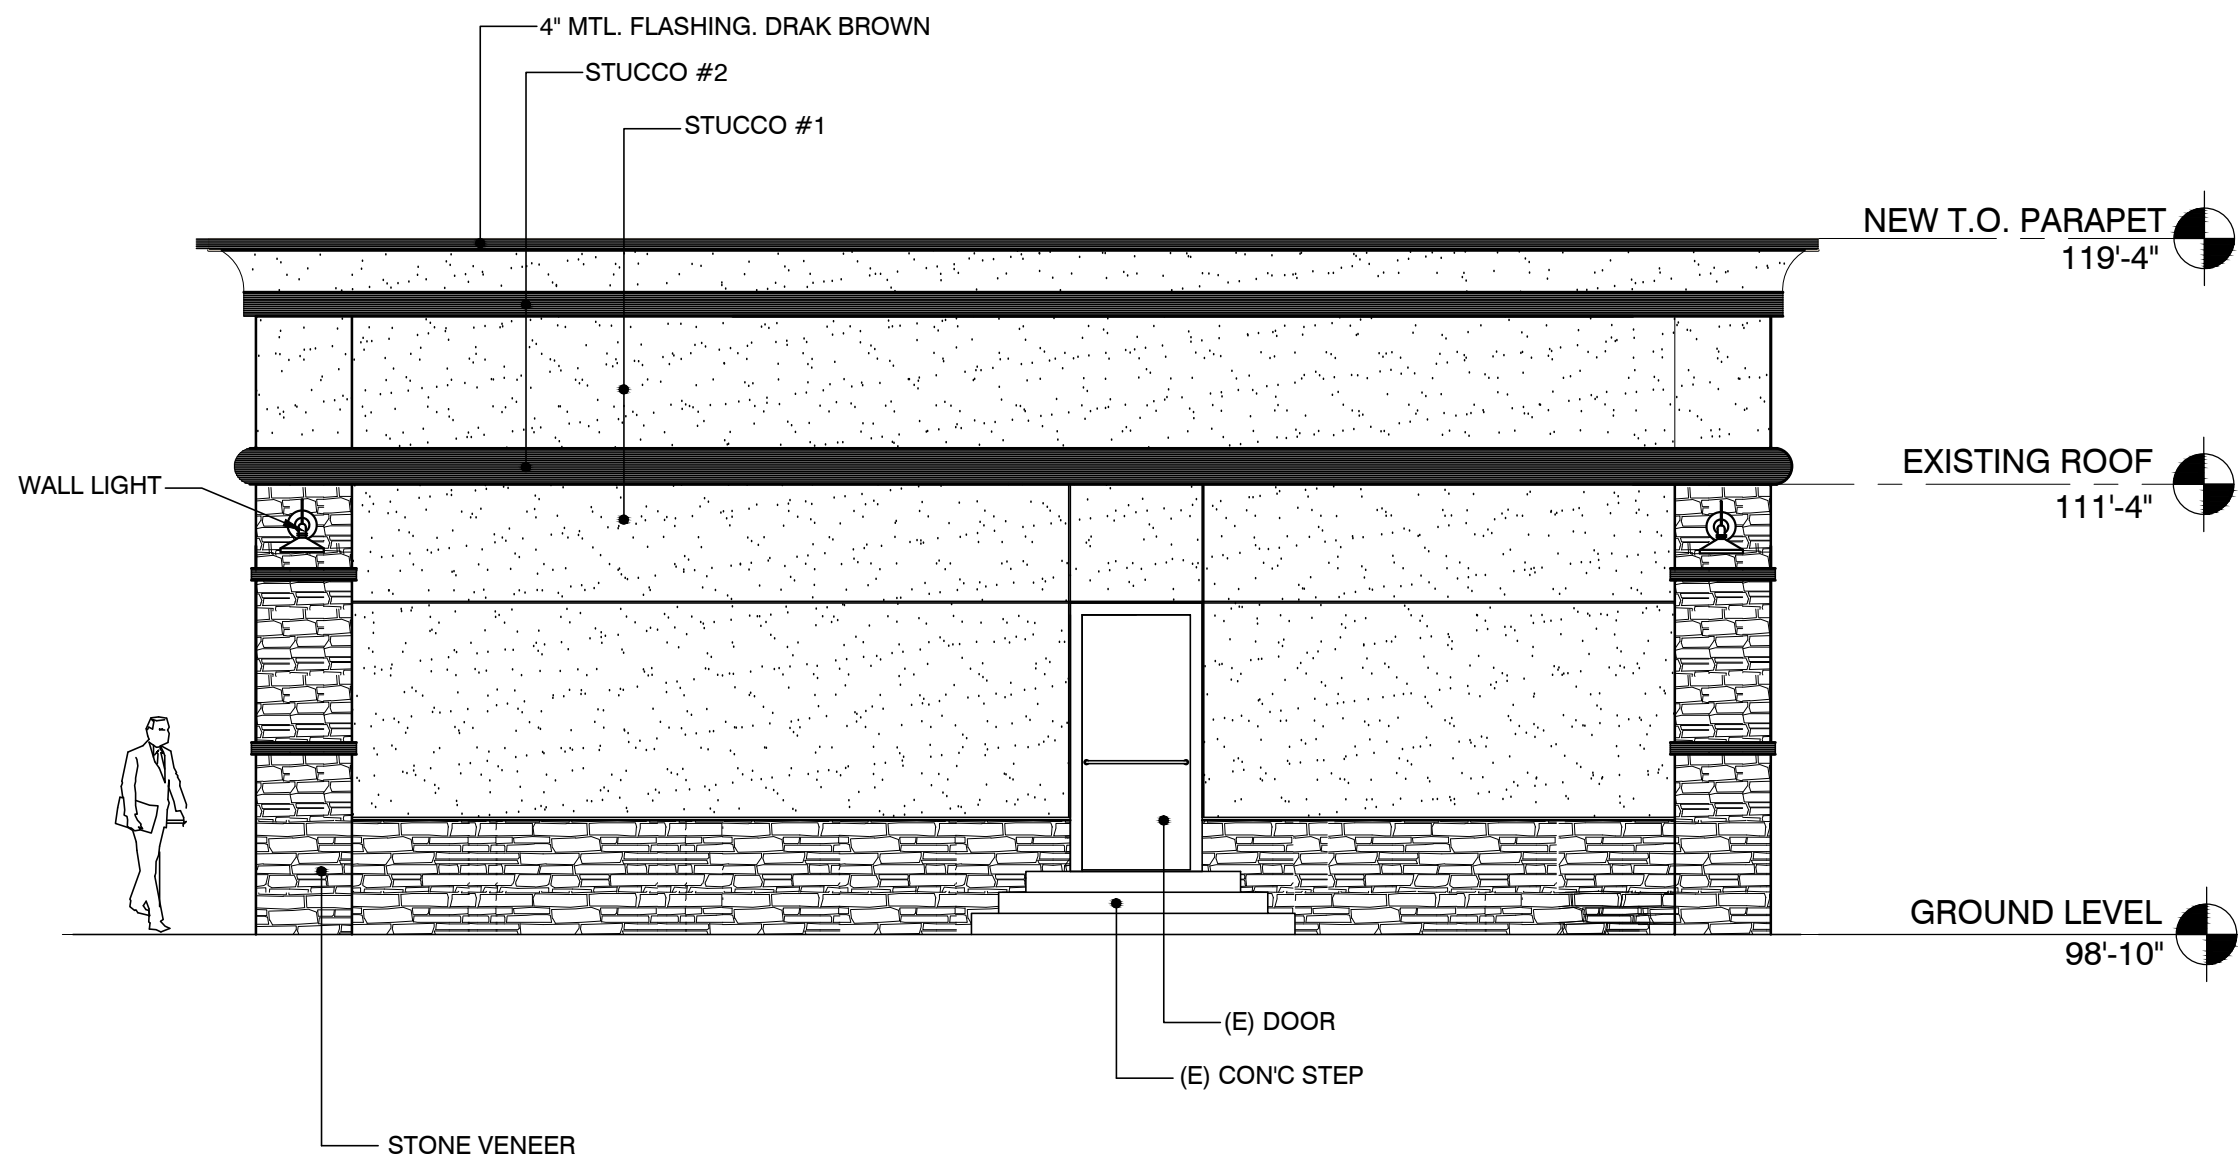 4" MTL. FLASHING. DRAK BROWN
STUCCO #2
STUCCO #1
NEW T.O. PARAPET
119'-4"
EXISTING ROOF
111'-4"
WALL LIGHT
GROUND LEVEL
98'-10"
(E) DOOR
(E) CON'C STEP
STONE VENEER